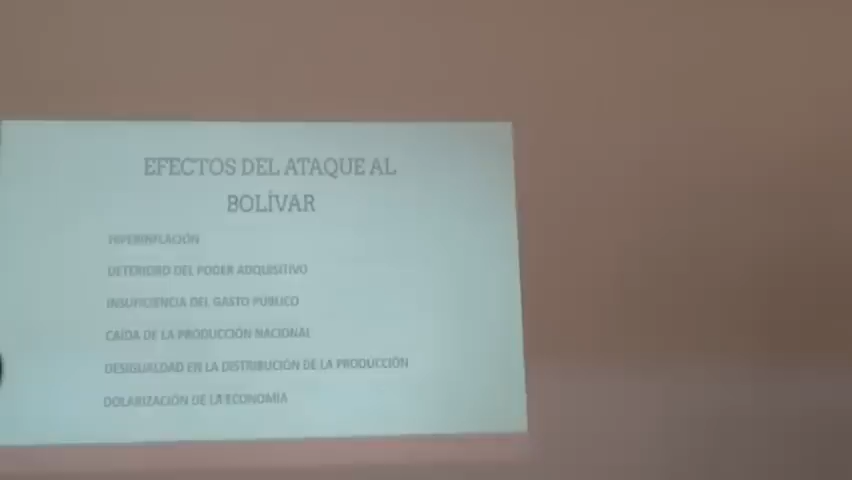 EFECTOS DEL ATAQUE AL
BOLÍVAR
HIPERINFLACIÓN
DETERIORO DEL PODER ADQUISITIVO
INSUFICIENCIA DEL GASTO PÚBLICO
CAÍDA DE LA PRODUCCIÓN NACIONAL
DESIGUALDAD EN LA DISTRIBUCIÓN DE LA PRODUCCIÓN
DOLARIZACIÓN DE LA ECONOMÍA